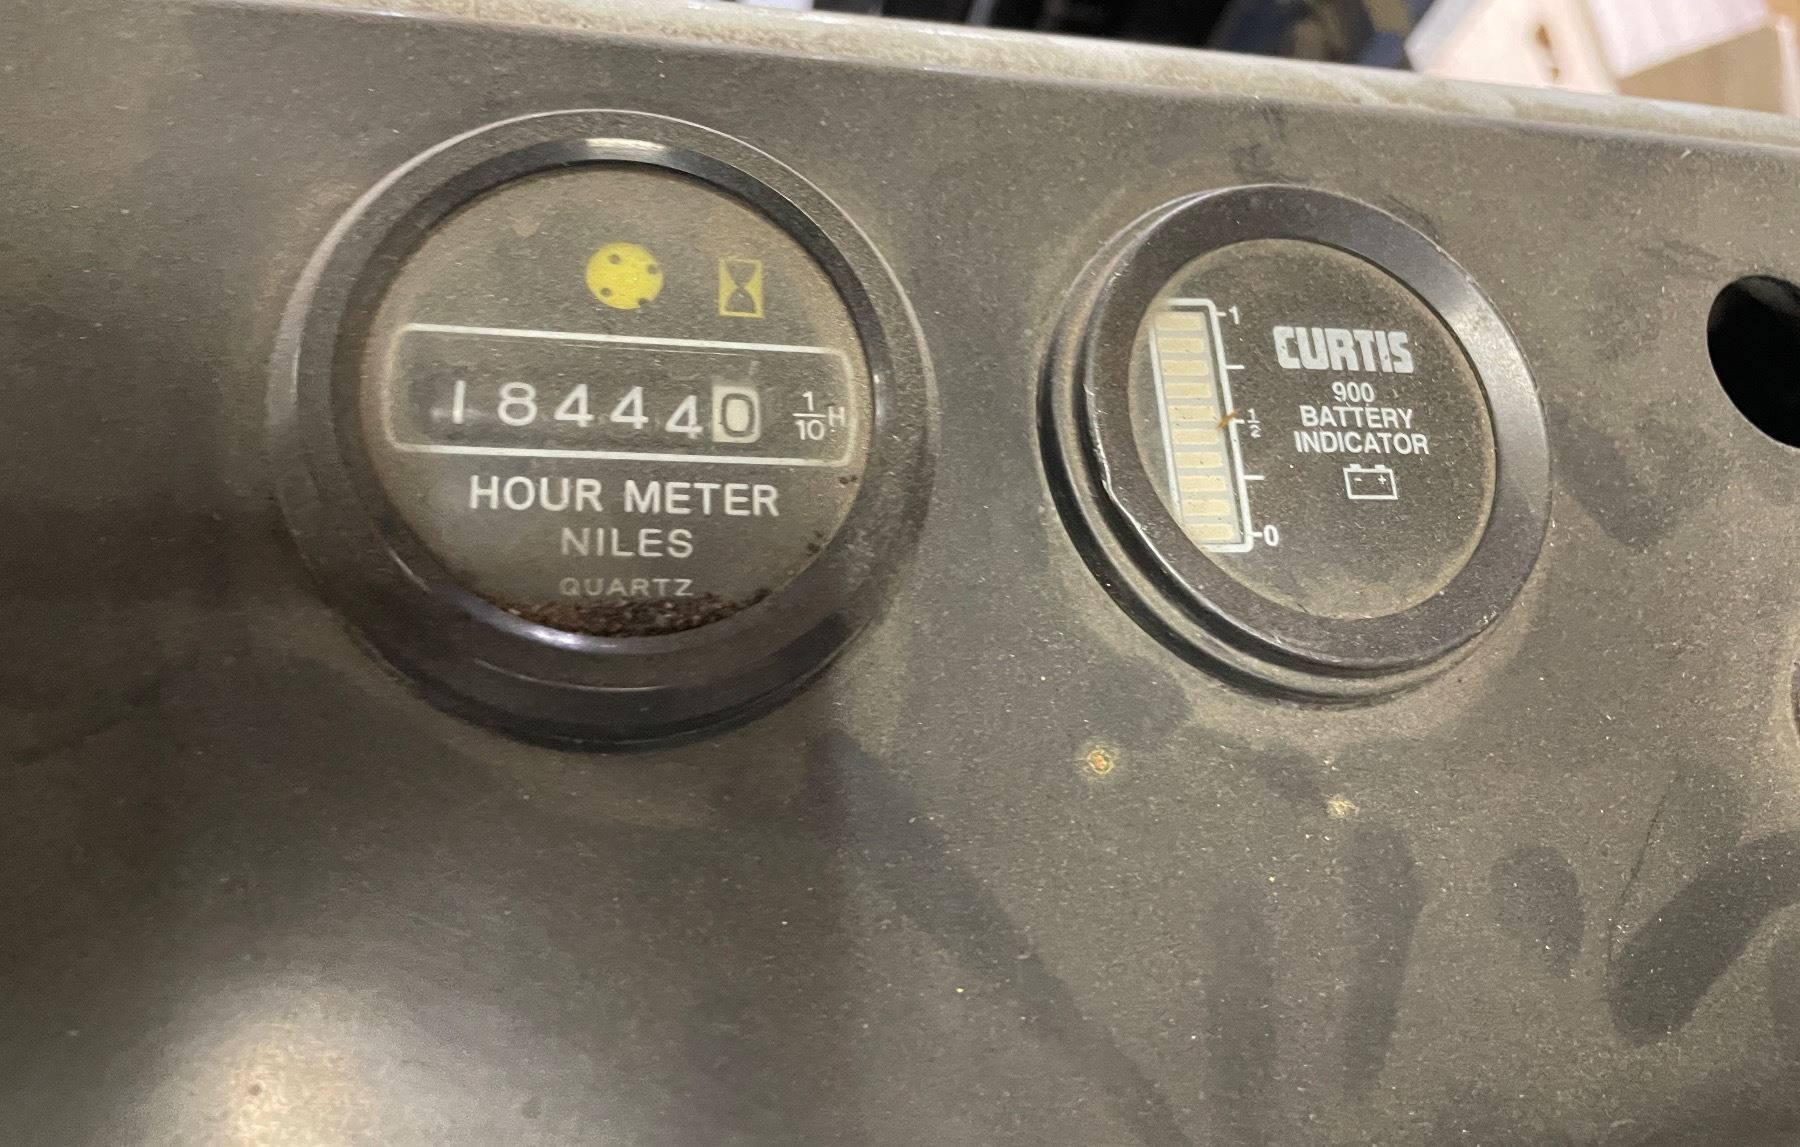 184440 1/10 H
HOUR METER
NILES
QUARTZ
1
1/2
0
CURTIS
900
BATTERY
INDICATOR
- +